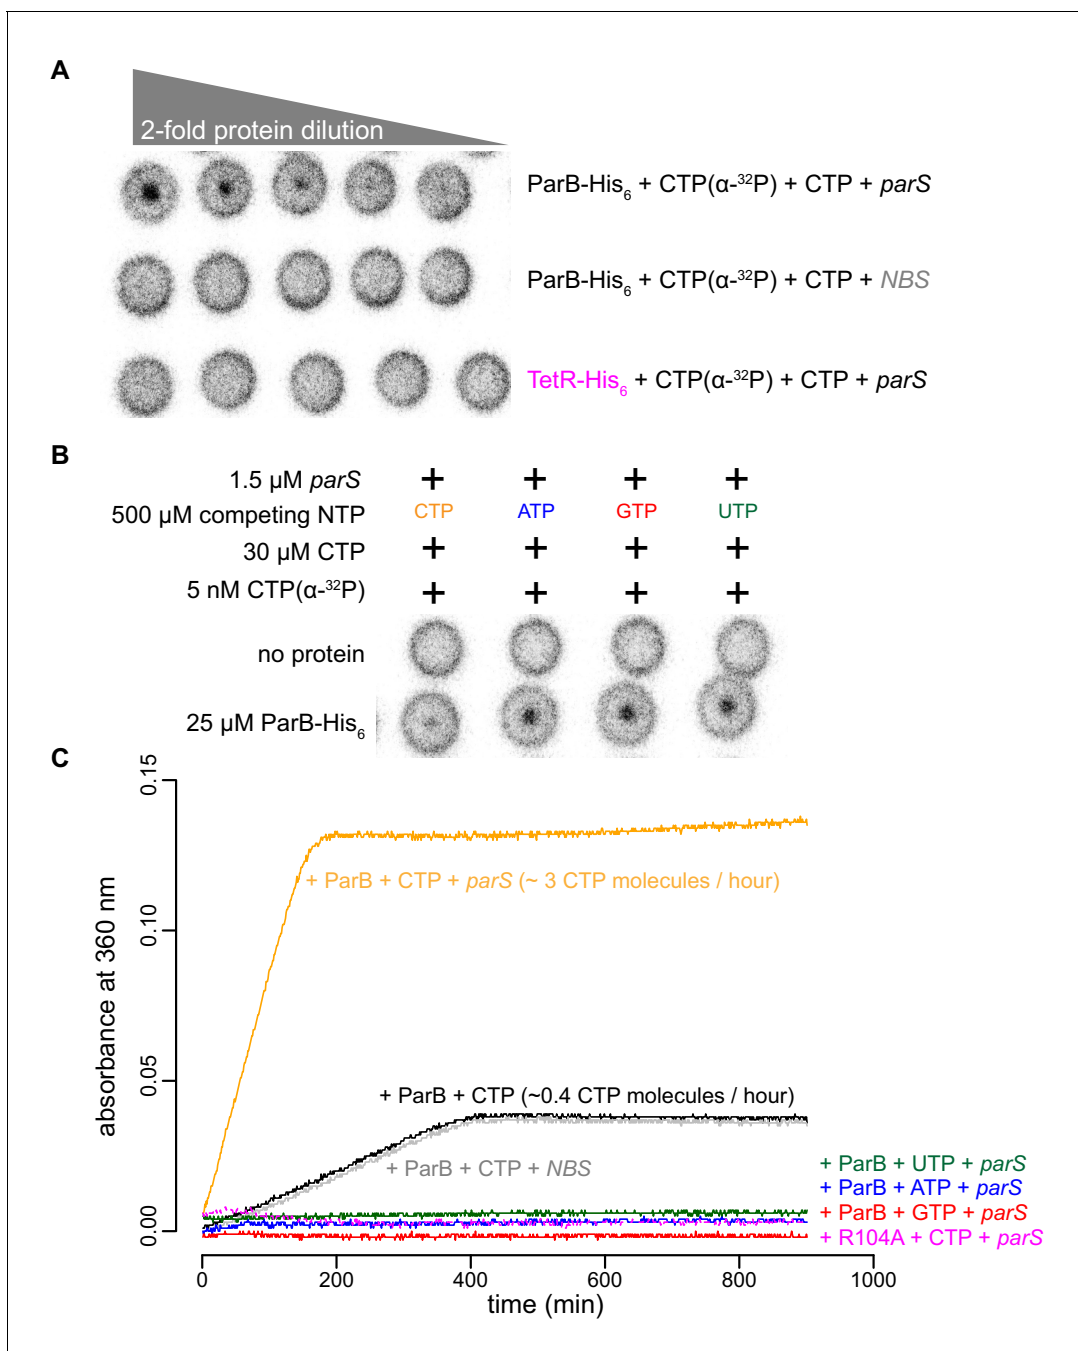 A
2-fold protein dilution
ParB-His6 + CTP(α-32P) + CTP + parS
ParB-His6 + CTP(α-32P) + CTP + NBS
TetR-His6 + CTP(α-32P) + CTP + parS
B
1.5 µM parS + + + +
500 µM competing NTP CTP ATP GTP UTP
30 µM CTP + + + +
5 nM CTP(α-32P) + + + +
no protein
25 µM ParB-His6
C
absorbance at 360 nm
0.15
0.10
0.05
0.00
+ ParB + CTP + parS (~ 3 CTP molecules / hour)
+ ParB + CTP (~0.4 CTP molecules / hour)
+ ParB + CTP + NBS
+ ParB + UTP + parS
+ ParB + ATP + parS
+ ParB + GTP + parS
+ R104A + CTP + parS
0 200 400 600 800 1000
time (min)